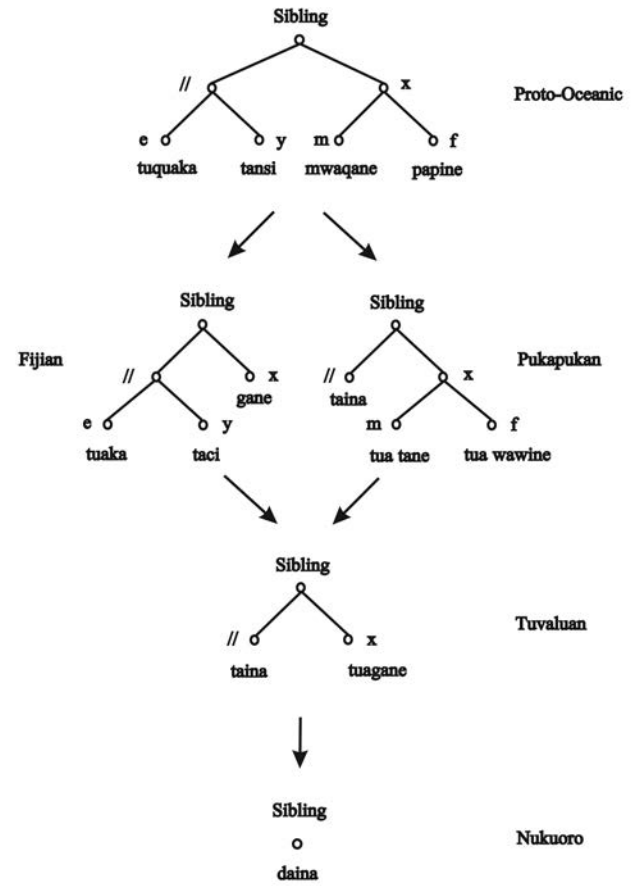 Sibling
// x
Proto-Oceanic
e y m f
tuquaka tansi mwaqane papine
Sibling Sibling
Fijian
// x // x
Pukapukan
gane taina
e y m f
tuaka taci tua tane tua wawine
Sibling
// x
Tuvaluan
taina tuagane
Sibling
Nukuoro
daina